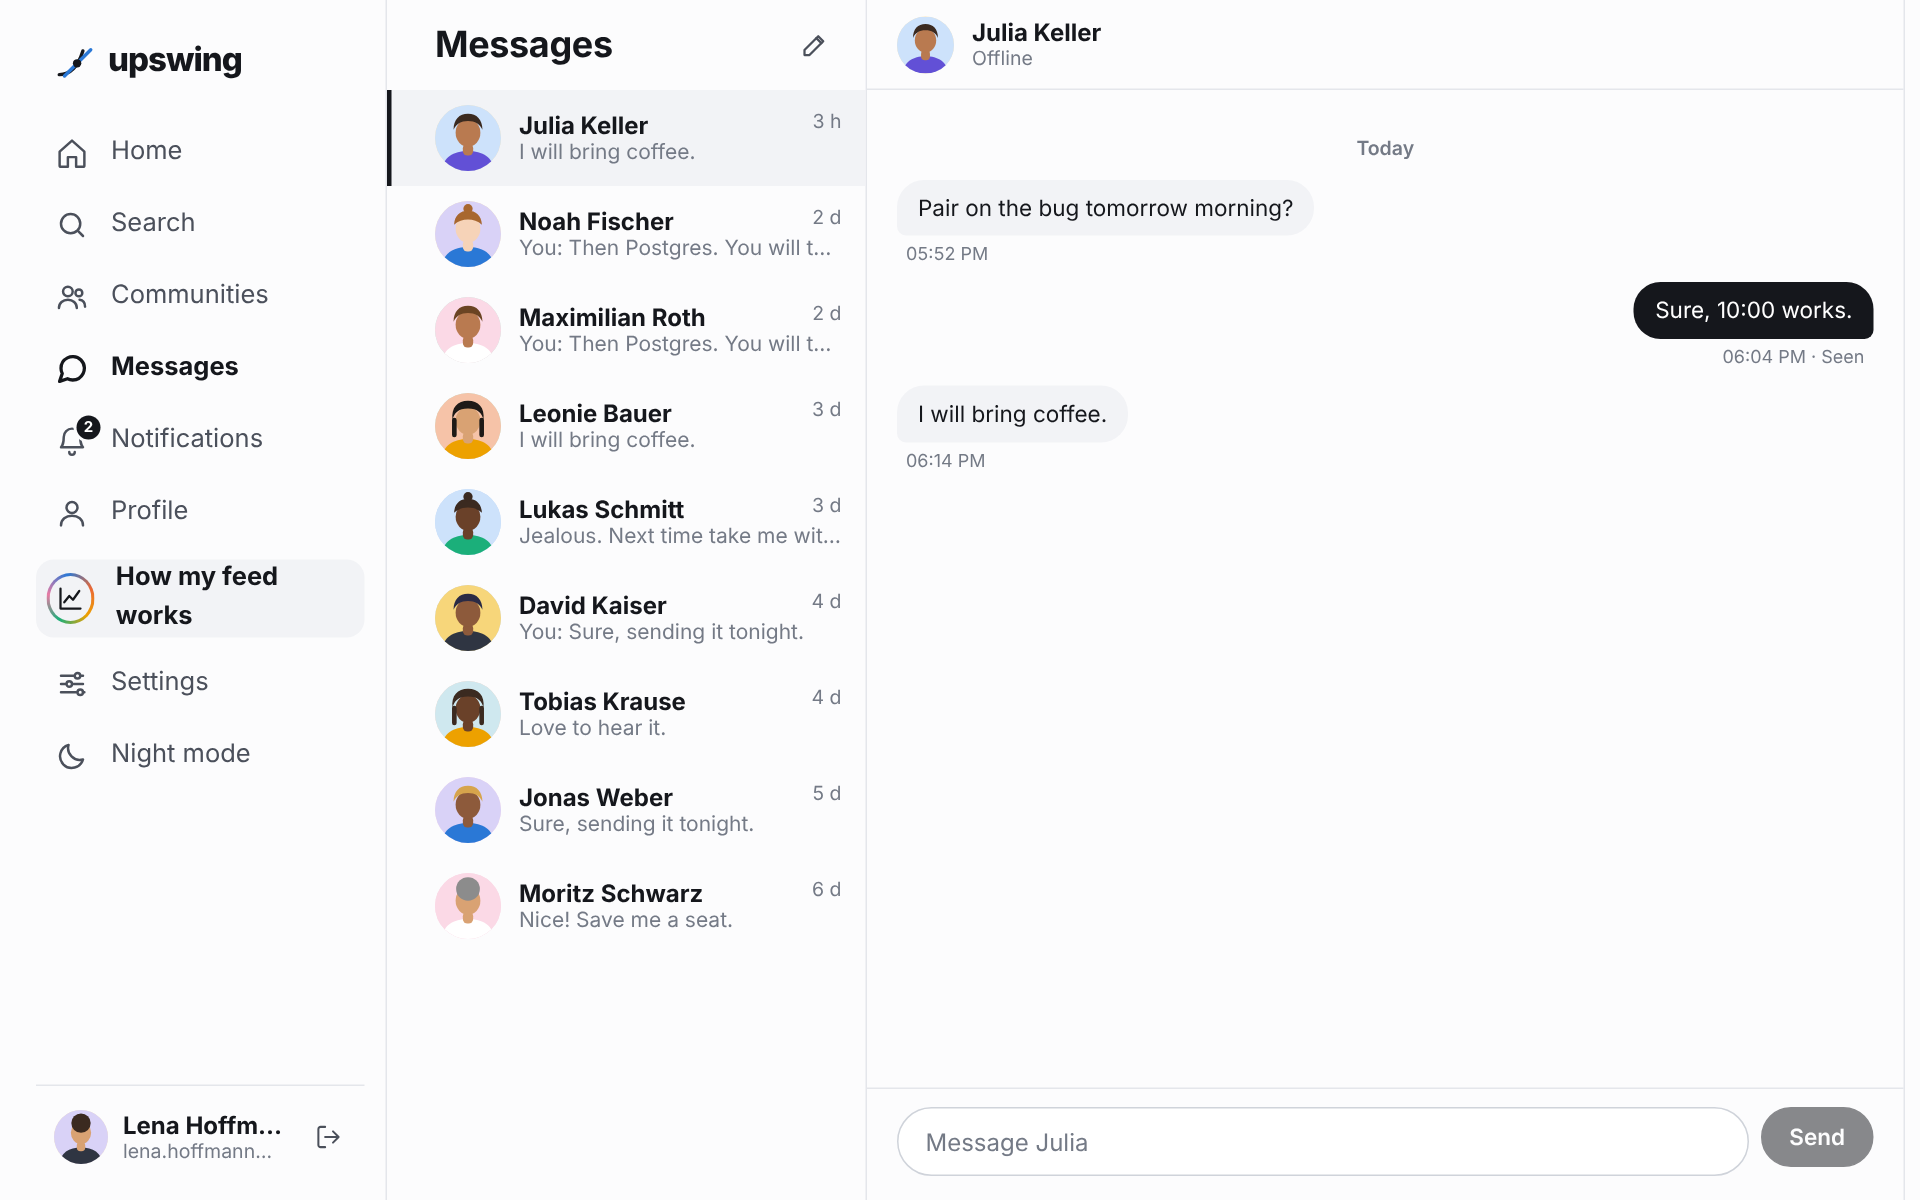 upswing
Home
Search
Communities
Messages
2
Notifications
Profile
How my feed
works
Settings
Night mode
Lena Hoffm...
lena.hoffmann...
Messages
Julia Keller
3 h
I will bring coffee.
Noah Fischer
2 d
You: Then Postgres. You will t...
Maximilian Roth
2 d
You: Then Postgres. You will t...
Leonie Bauer
3 d
I will bring coffee.
Lukas Schmitt
3 d
Jealous. Next time take me wit...
David Kaiser
4 d
You: Sure, sending it tonight.
Tobias Krause
4 d
Love to hear it.
Jonas Weber
5 d
Sure, sending it tonight.
Moritz Schwarz
6 d
Nice! Save me a seat.
Julia Keller
Offline
Today
Pair on the bug tomorrow morning?
05:52 PM
Sure, 10:00 works.
06:04 PM · Seen
I will bring coffee.
06:14 PM
Message Julia
Send